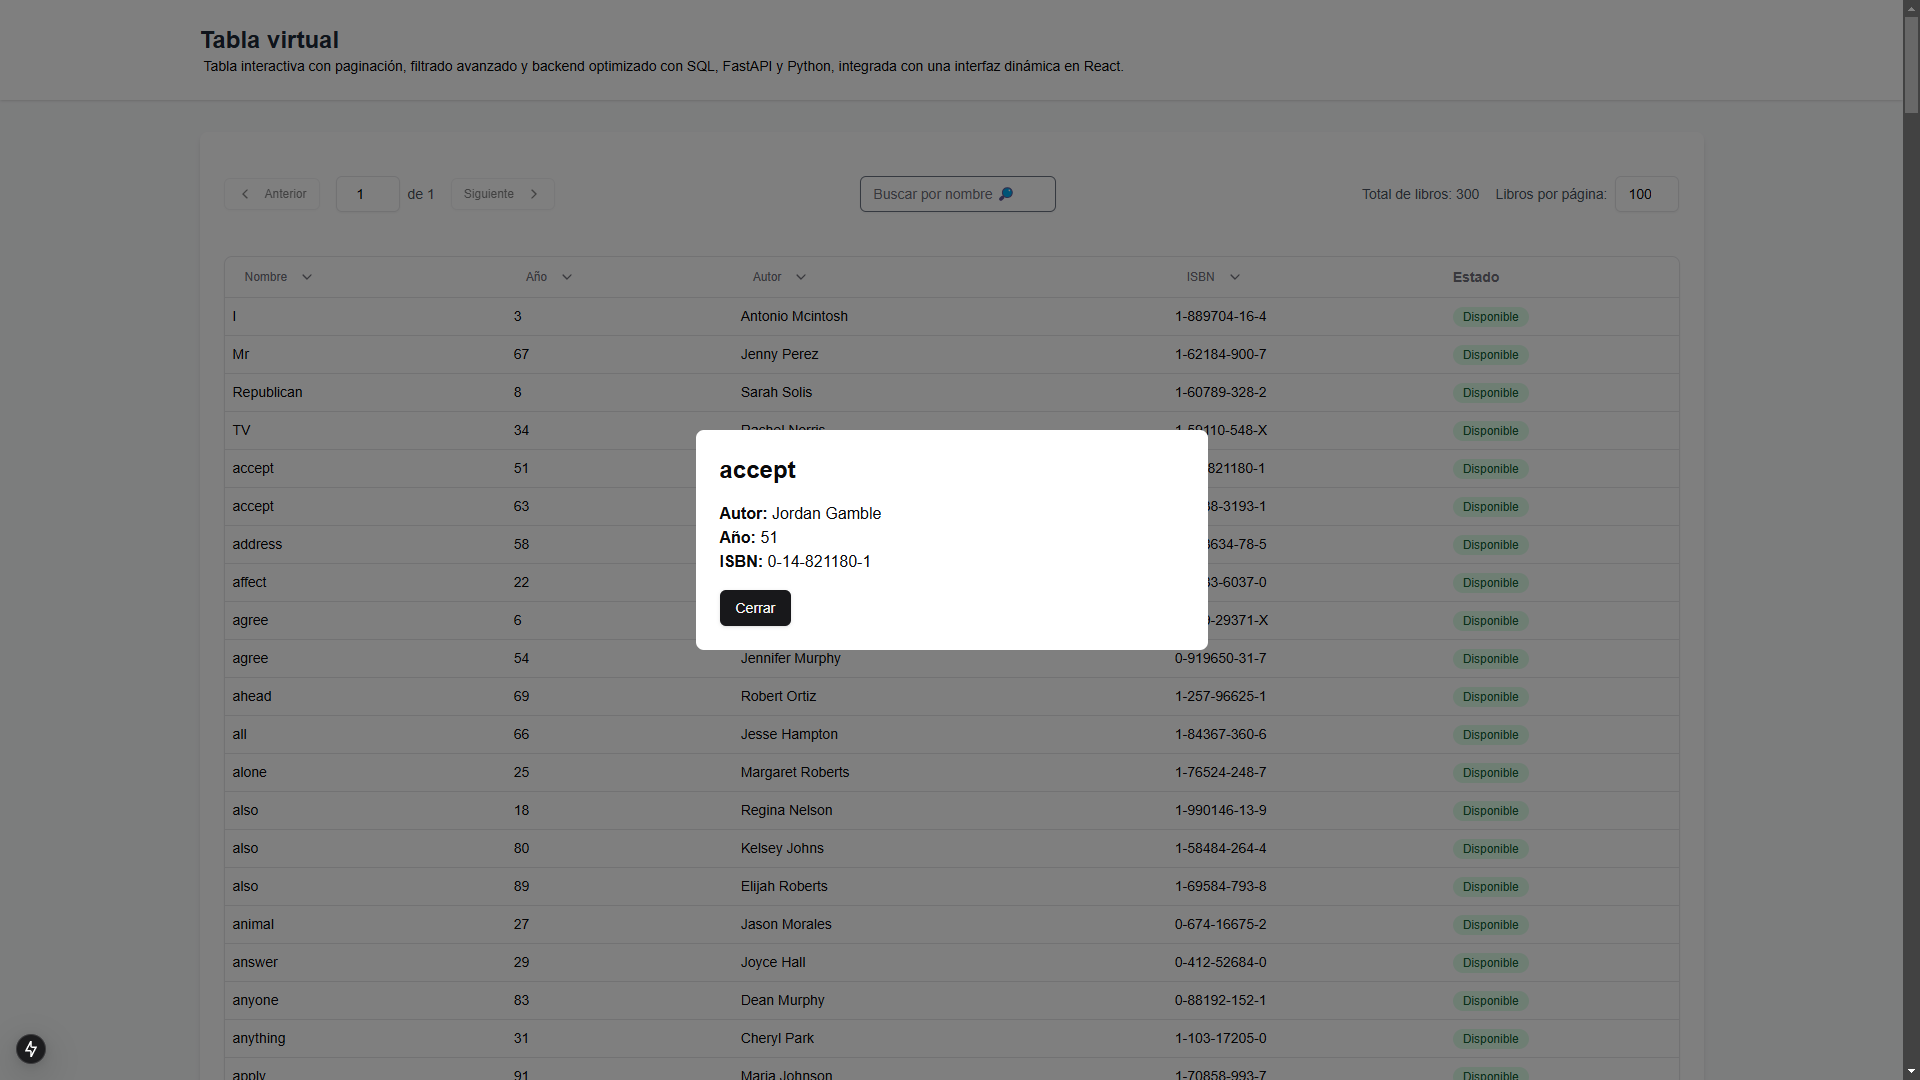 Tabla virtual
Tabla interactiva con paginación, filtrado avanzado y backend optimizado con SQL, FastAPI y Python, integrada con una interfaz dinámica en React.
Anterior 1 de 1 Siguiente Buscar por nombre 🔎 Total de libros: 300 Libros por página: 100
Nombre Año Autor ISBN Estado
I 3 Antonio Mcintosh 1-889704-16-4 Disponible
Mr 67 Jenny Perez 1-62184-900-7 Disponible
Republican 8 Sarah Solis 1-60789-328-2 Disponible
TV 34 Rachel Norris 1-59110-548-X Disponible
accept 51 821180-1 Disponible
accept 63 8-3193-1 Disponible
address 58 634-78-5 Disponible
affect 22 3-6037-0 Disponible
agree 6 -29371-X Disponible
accept
Autor: Jordan Gamble
Año: 51
ISBN: 0-14-821180-1
Cerrar
agree 54 Jennifer Murphy 0-919650-31-7 Disponible
ahead 69 Robert Ortiz 1-257-96625-1 Disponible
all 66 Jesse Hampton 1-84367-360-6 Disponible
alone 25 Margaret Roberts 1-76524-248-7 Disponible
also 18 Regina Nelson 1-990146-13-9 Disponible
also 80 Kelsey Johns 1-58484-264-4 Disponible
also 89 Elijah Roberts 1-69584-793-8 Disponible
animal 27 Jason Morales 0-674-16675-2 Disponible
answer 29 Joyce Hall 0-412-52684-0 Disponible
anyone 83 Dean Murphy 0-88192-152-1 Disponible
anything 31 Cheryl Park 1-103-17205-0 Disponible
apply 91 Maria Johnson 1-70858-993-7 Disponible